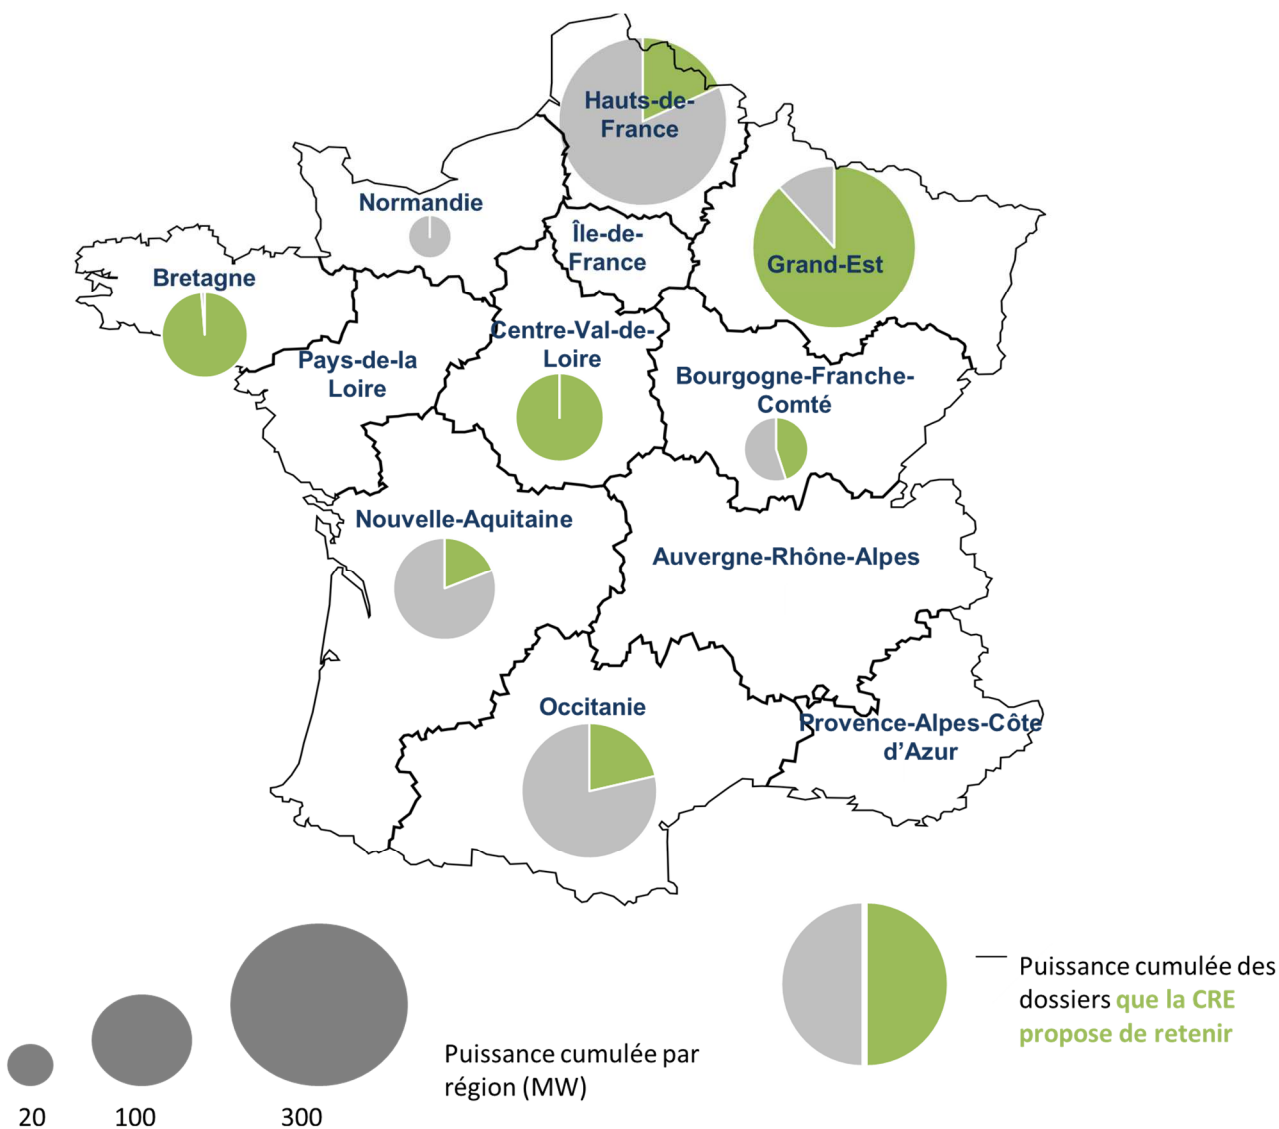 Hauts-de-
France
Normandie
Île-de-
France
Grand-Est
Bretagne
Centre-Val-de-
Loire
Pays-de-la
Loire
Bourgogne-Franche-
Comté
Nouvelle-Aquitaine
Auvergne-Rhône-Alpes
Occitanie
Provence-Alpes-Côte
d’Azur
Puissance cumulée des
dossiers que la CRE
propose de retenir
Puissance cumulée par
région (MW)
20
100
300